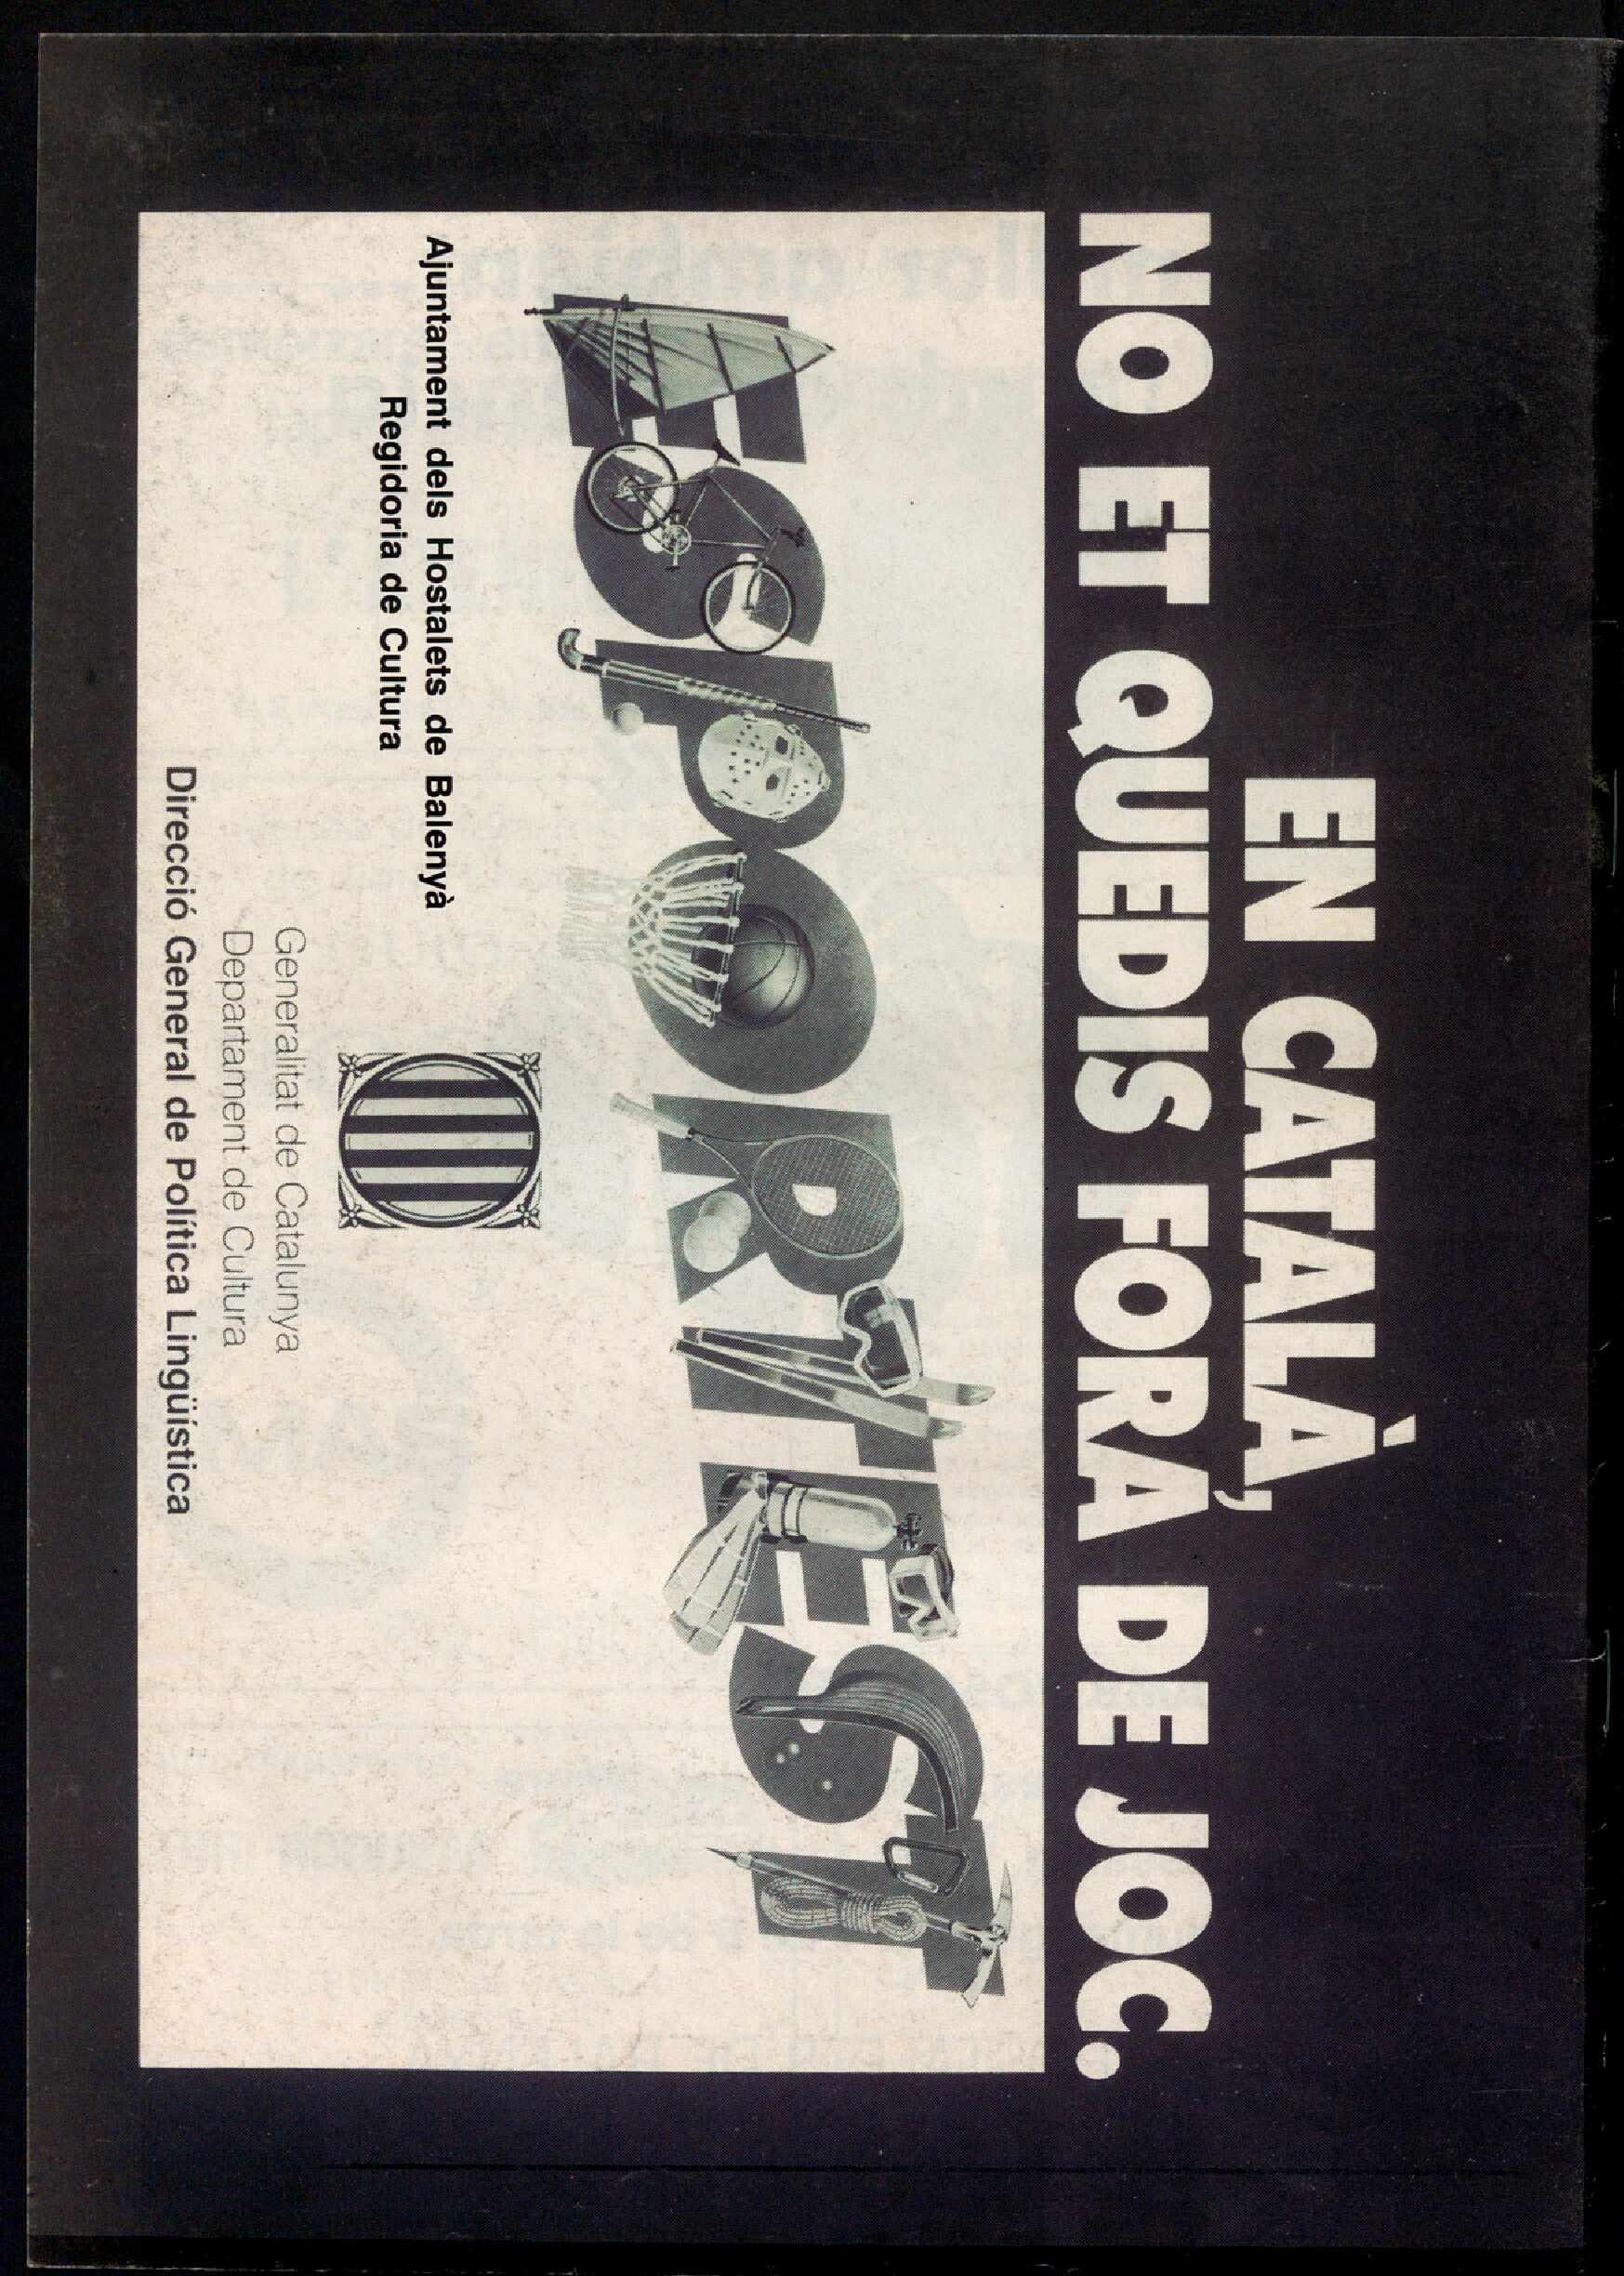 EN CATALÀ,
NO ET QUEDIS FORA DE JOC.
ESPORTES-T
Ajuntament dels Hostalets de Balenyà
Regidoria de Cultura
Generalitat de Catalunya
Departament de Cultura
Direcció General de Política Lingüística